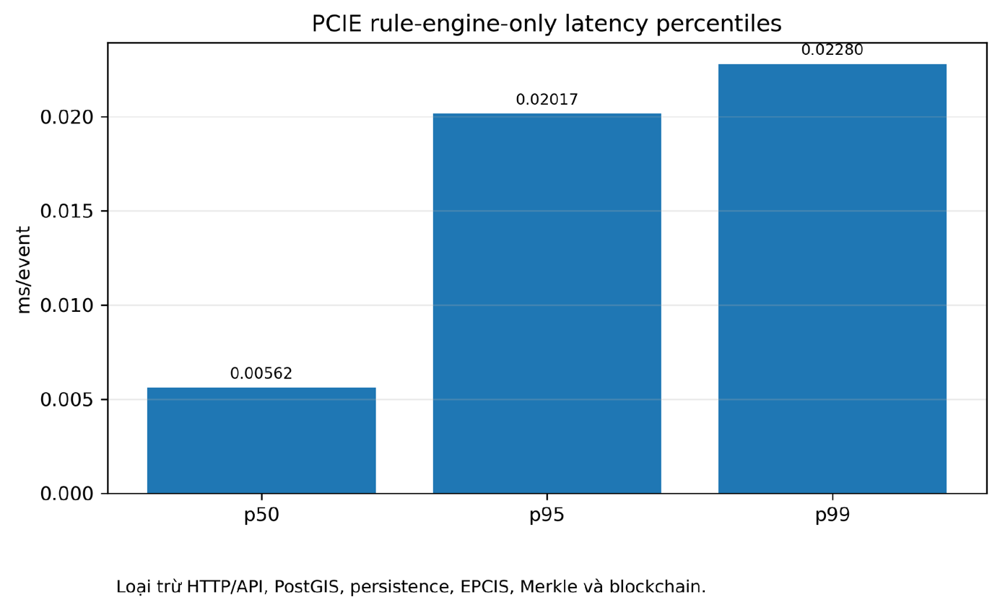 PCIE rule-engine-only latency percentiles
0.02280
0.02017
0.020
0.015
ms/event
0.010
0.00562
0.005
0.000
p50 p95 p99
Loại trừ HTTP/API, PostGIS, persistence, EPCIS, Merkle và blockchain.